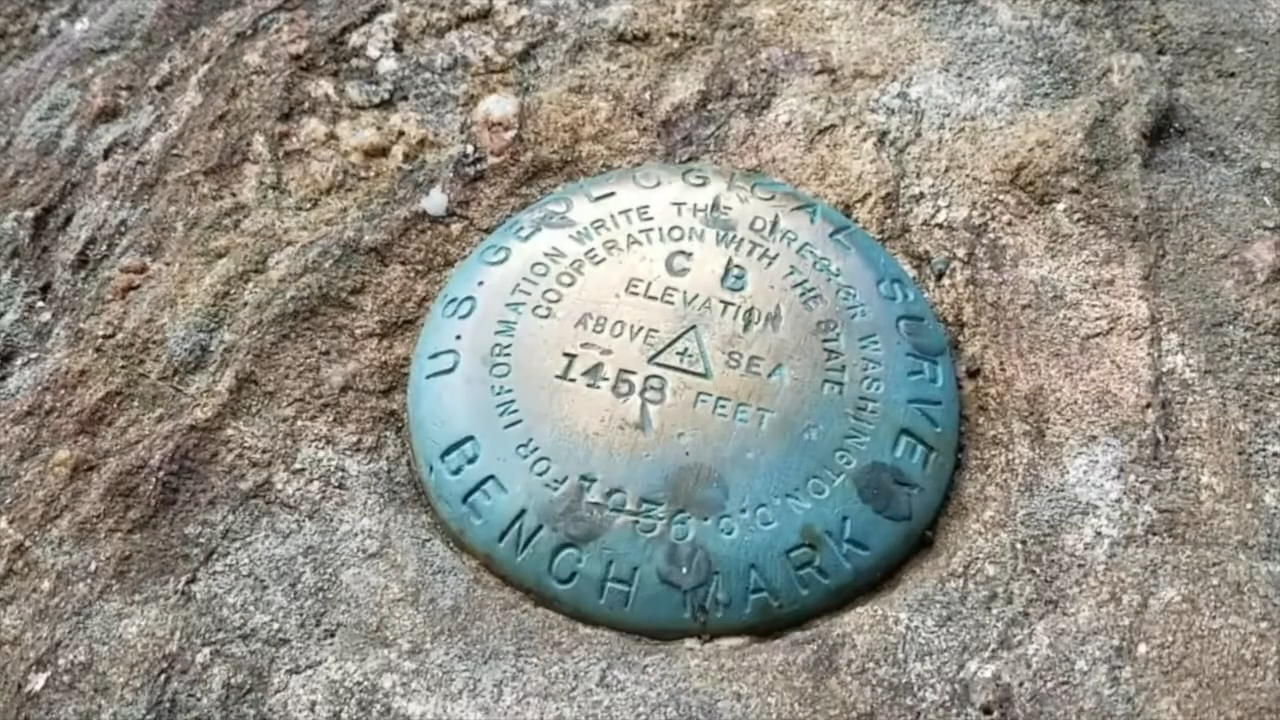 U.S. GEOLOGICAL SURVEY
FOR INFORMATION WRITE THE DIRECTOR WASHINGTON, D.C.
COOPERATION WITH THE STATE
C B
ELEVATION
ABOVE SEA
1458 FEET
BENCH MARK